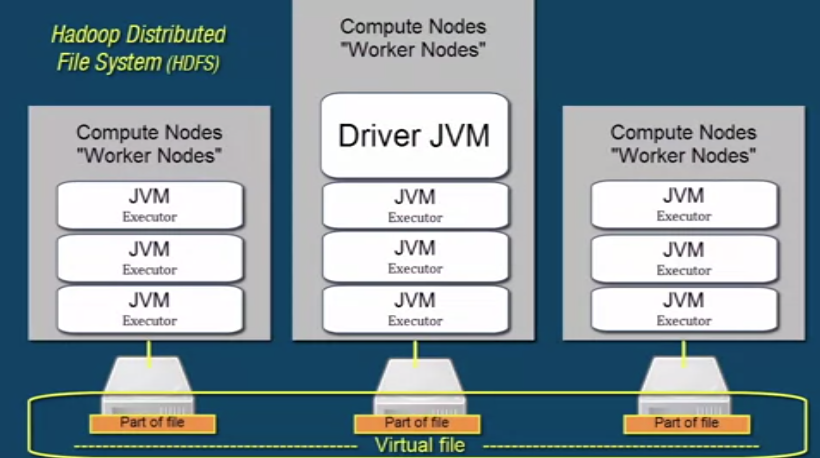 Hadoop Distributed
File System (HDFS)
Compute Nodes
"Worker Nodes"
JVM
Executor
JVM
Executor
JVM
Executor
Compute Nodes
"Worker Nodes"
Driver JVM
JVM
Executor
JVM
Executor
JVM
Executor
Compute Nodes
"Worker Nodes"
JVM
Executor
JVM
Executor
JVM
Executor
Part of file
Part of file
Part of file
Virtual file